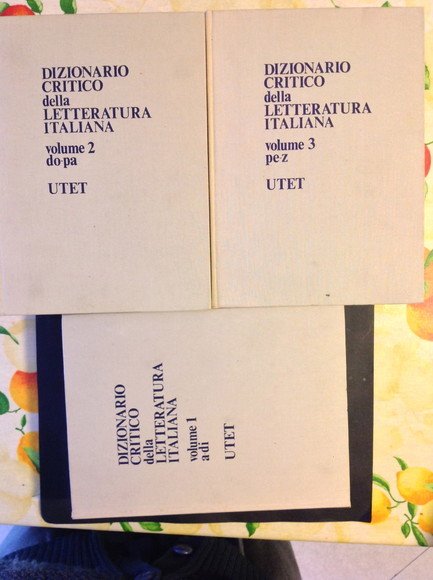 DIZIONARIO
CRITICO
della
LETTERATURA
ITALIANA
volume 2
do-pa
UTET
DIZIONARIO
CRITICO
della
LETTERATURA
ITALIANA
volume 3
pe-z
UTET
DIZIONARIO
CRITICO
della
LETTERATURA
ITALIANA
volume 1
a di
UTET